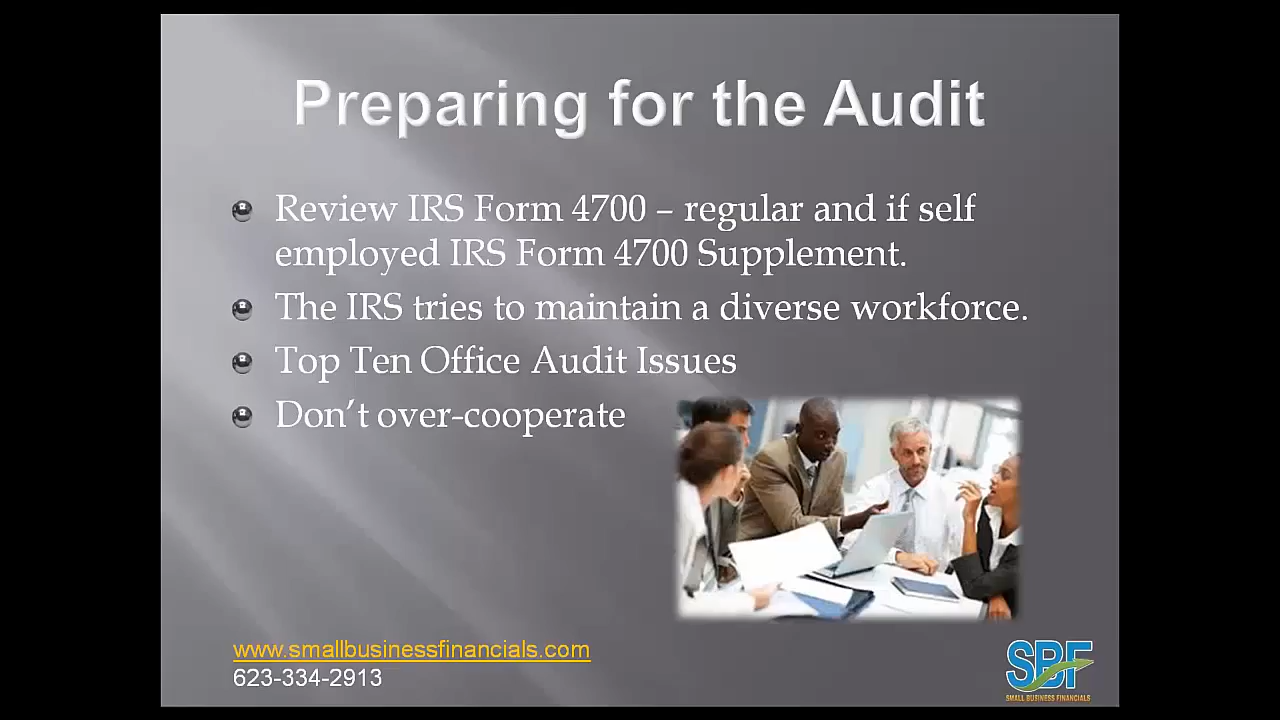 Preparing for the Audit
Review IRS Form 4700 – regular and if self
employed IRS Form 4700 Supplement.
The IRS tries to maintain a diverse workforce.
Top Ten Office Audit Issues
Don’t over-cooperate
www.smallbusinessfinancials.com
623-334-2913
SBF
SMALL BUSINESS FINANCIALS